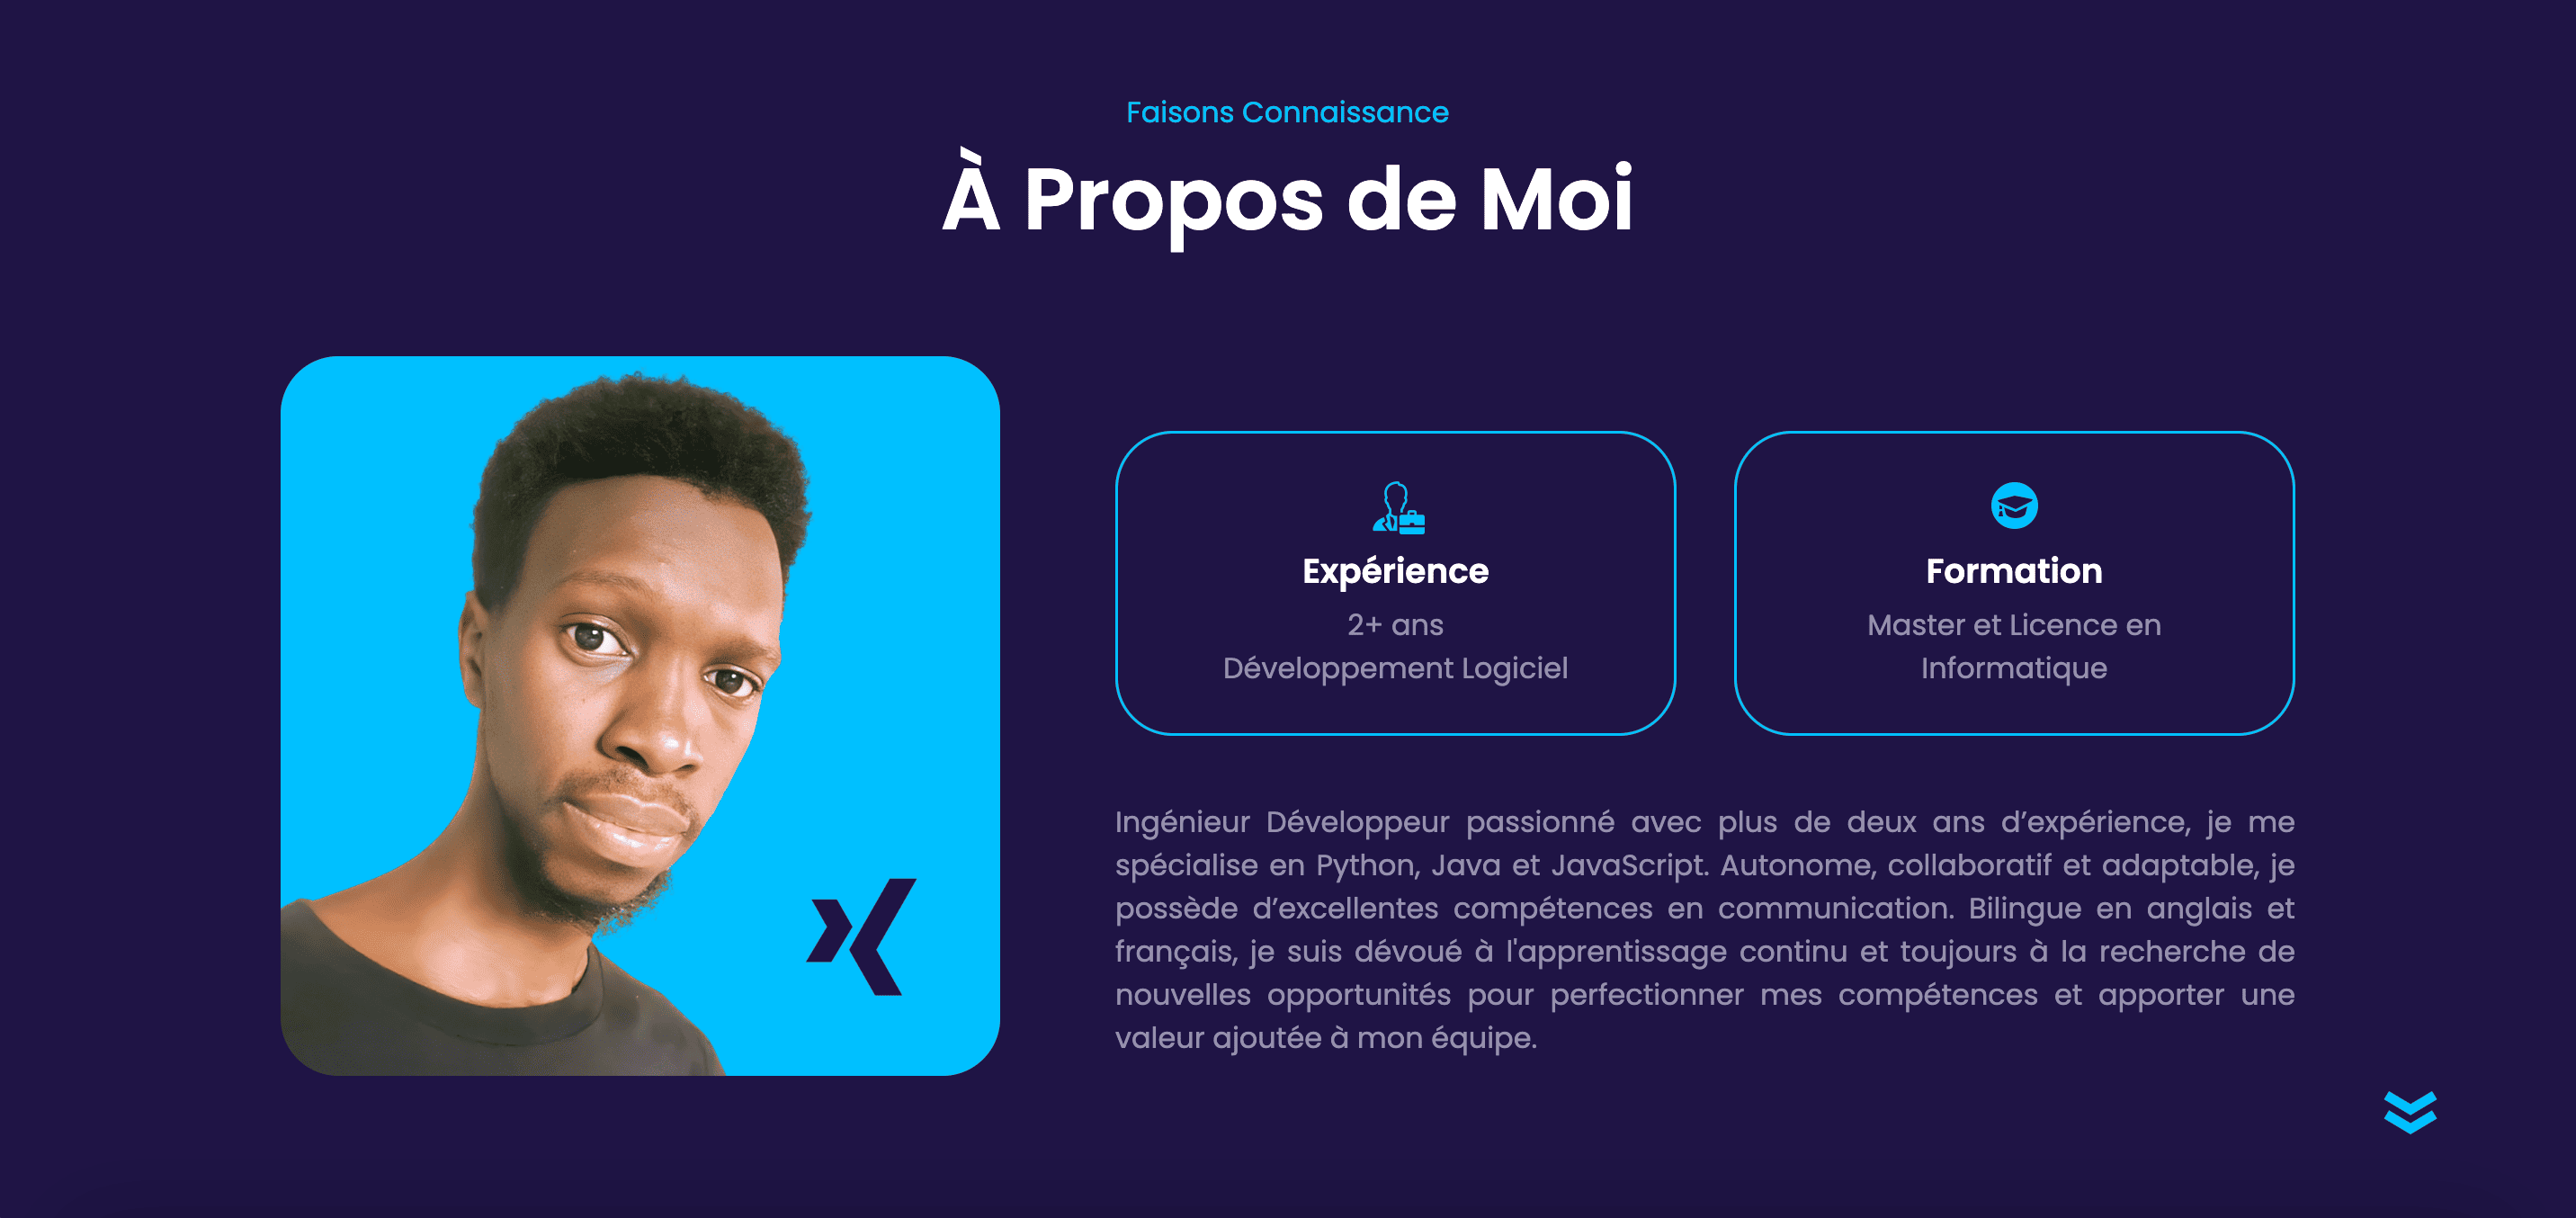 Faisons Connaissance
À Propos de Moi
Expérience
2+ ans
Développement Logiciel
Formation
Master et Licence en
Informatique
Ingénieur Développeur passionné avec plus de deux ans d’expérience, je me
spécialise en Python, Java et JavaScript. Autonome, collaboratif et adaptable, je
possède d’excellentes compétences en communication. Bilingue en anglais et
français, je suis dévoué à l'apprentissage continu et toujours à la recherche de
nouvelles opportunités pour perfectionner mes compétences et apporter une
valeur ajoutée à mon équipe.